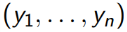 (y₁, . . . , yₙ)